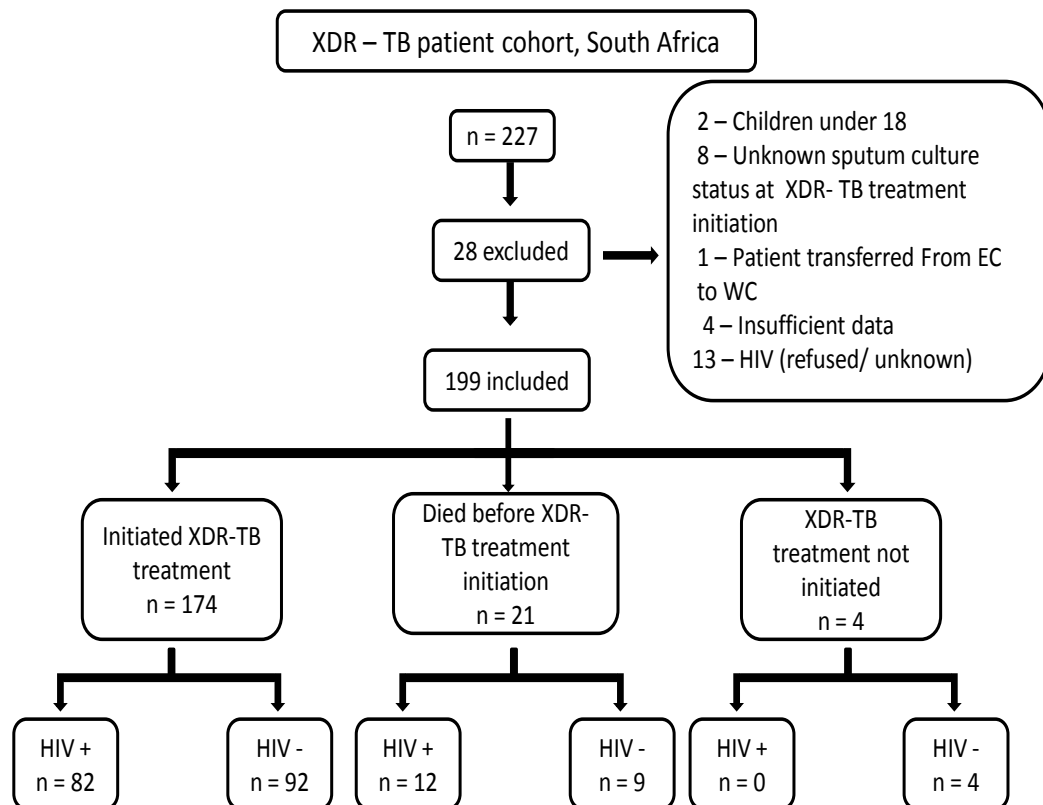 XDR – TB patient cohort, South Africa
n = 227
2 – Children under 18
8 – Unknown sputum culture
status at XDR- TB treatment
initiation
1 – Patient transferred From EC
to WC
4 – Insufficient data
13 – HIV (refused/ unknown)
28 excluded
199 included
Initiated XDR-TB
treatment
n = 174
Died before XDR-
TB treatment
initiation
n = 21
XDR-TB
treatment not
initiated
n = 4
HIV +
n = 82
HIV -
n = 92
HIV +
n = 12
HIV -
n = 9
HIV +
n = 0
HIV -
n = 4